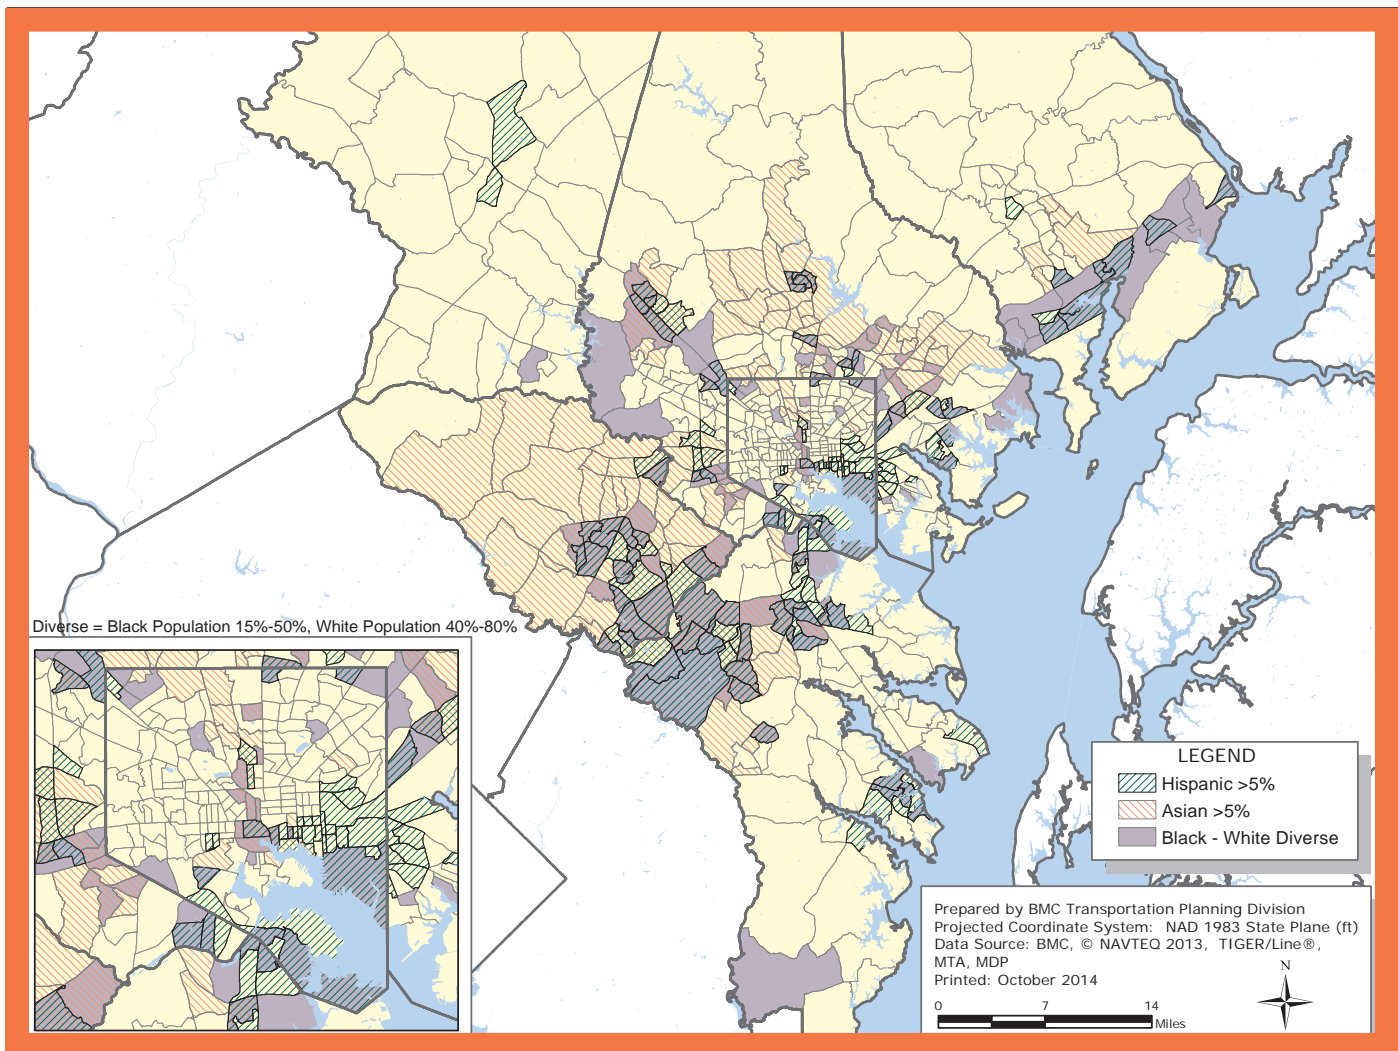 Diverse = Black Population 15%-50%, White Population 40%-80%
LEGEND
Hispanic >5%
Asian >5%
Black - White Diverse
Prepared by BMC Transportation Planning Division
Projected Coordinate System: NAD 1983 State Plane (ft)
Data Source: BMC, © NAVTEQ 2013, TIGER/Line®,
MTA, MDP
Printed: October 2014
N
0 7 14
Miles